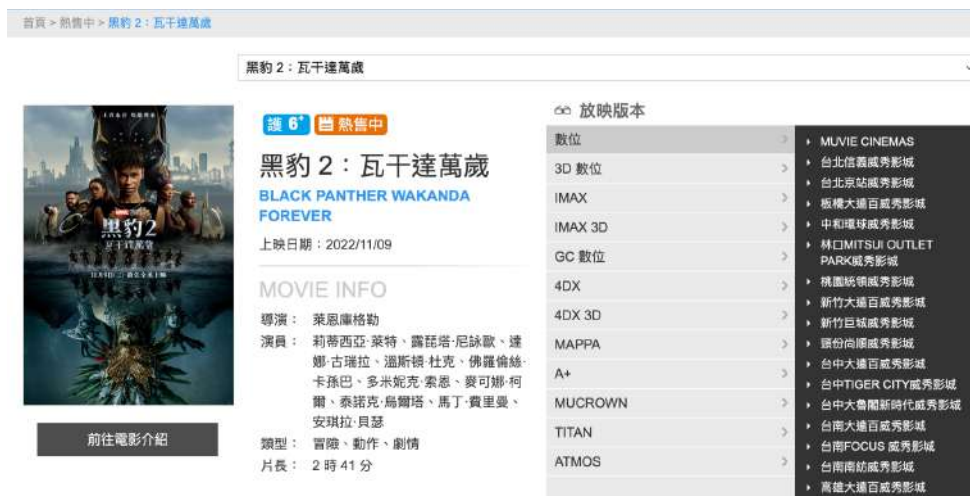 首頁 > 熱售中 > 黑豹 2：瓦干達萬歲
黑豹 2：瓦干達萬歲
護 6+ 熱售中
黑豹 2：瓦干達萬歲
BLACK PANTHER WAKANDA
FOREVER
上映日期：2022/11/09
MOVIE INFO
導演： 萊恩庫格勒
演員： 莉蒂西亞·萊特、露琵塔·尼詠歐、達
娜·古瑞拉、溫斯頓·杜克、佛羅倫絲·
卡孫巴、多米妮克·索恩、麥可娜·柯
爾、泰諾克·烏爾塔、馬丁·費里曼、
安琪拉·貝瑟
類型： 冒險、動作、劇情
片長： 2 時 41 分
MARVEL
黑豹2
瓦干達萬歲
前往電影介紹
放映版本
數位
3D 數位
IMAX
IMAX 3D
GC 數位
4DX
4DX 3D
MAPPA
A+
MUCROWN
TITAN
ATMOS
MUVIE CINEMAS
台北信義威秀影城
台北京站威秀影城
板橋大遠百威秀影城
中和環球威秀影城
林口MITSUI OUTLET
PARK威秀影城
桃園統領威秀影城
新竹大遠百威秀影城
新竹巨城威秀影城
頭份尚順威秀影城
台中大遠百威秀影城
台中TIGER CITY威秀影城
台中大魯閣新時代威秀影城
台南大遠百威秀影城
台南FOCUS 威秀影城
台南南紡威秀影城
高雄大遠百威秀影城